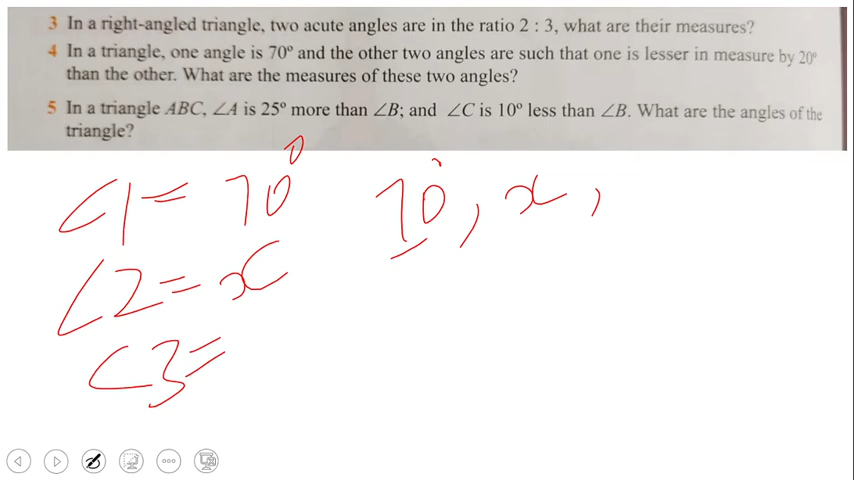 3 In a right-angled triangle, two acute angles are in the ratio 2 : 3, what are their measures?
4 In a triangle, one angle is 70° and the other two angles are such that one is lesser in measure by 20°
than the other. What are the measures of these two angles?
5 In a triangle ABC, ∠A is 25° more than ∠B; and ∠C is 10° less than ∠B. What are the angles of the
triangle?
∠1 = 70° 70°, x,
∠2 = x
∠3 =